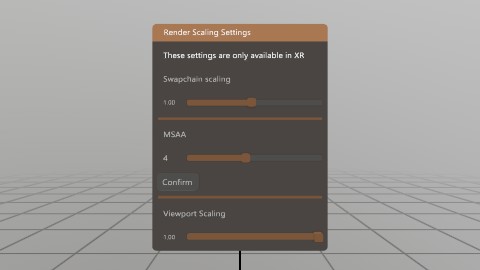 Render Scaling Settings
These settings are only available in XR
Swapchain scaling
1.00
MSAA
4
Confirm
Viewport Scaling
1.00